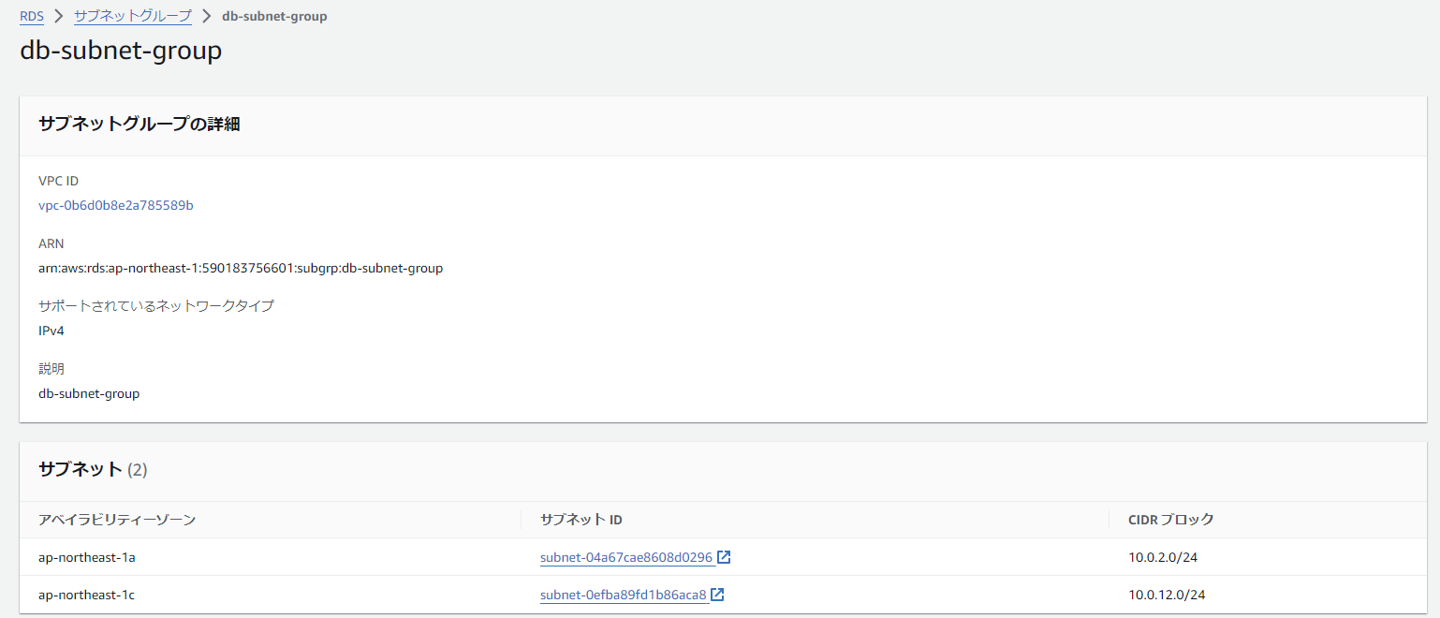 RDS > サブネットグループ > db-subnet-group
db-subnet-group
サブネットグループの詳細
VPC ID
vpc-0b6d0b8e2a785589b
ARN
arn:aws:rds:ap-northeast-1:590183756601:subgrp:db-subnet-group
サポートされているネットワークタイプ
IPv4
説明
db-subnet-group
サブネット (2)
アベイラビリティーゾーン サブネット ID CIDR ブロック
ap-northeast-1a subnet-04a67cae8608d0296 10.0.2.0/24
ap-northeast-1c subnet-0efba89fd1b86aca8 10.0.12.0/24